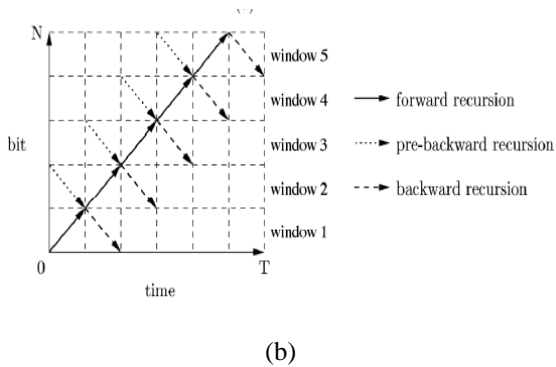 N
window 5
window 4
forward recursion
bit
window 3
pre-backward recursion
window 2
backward recursion
window 1
0
T
time
(b)